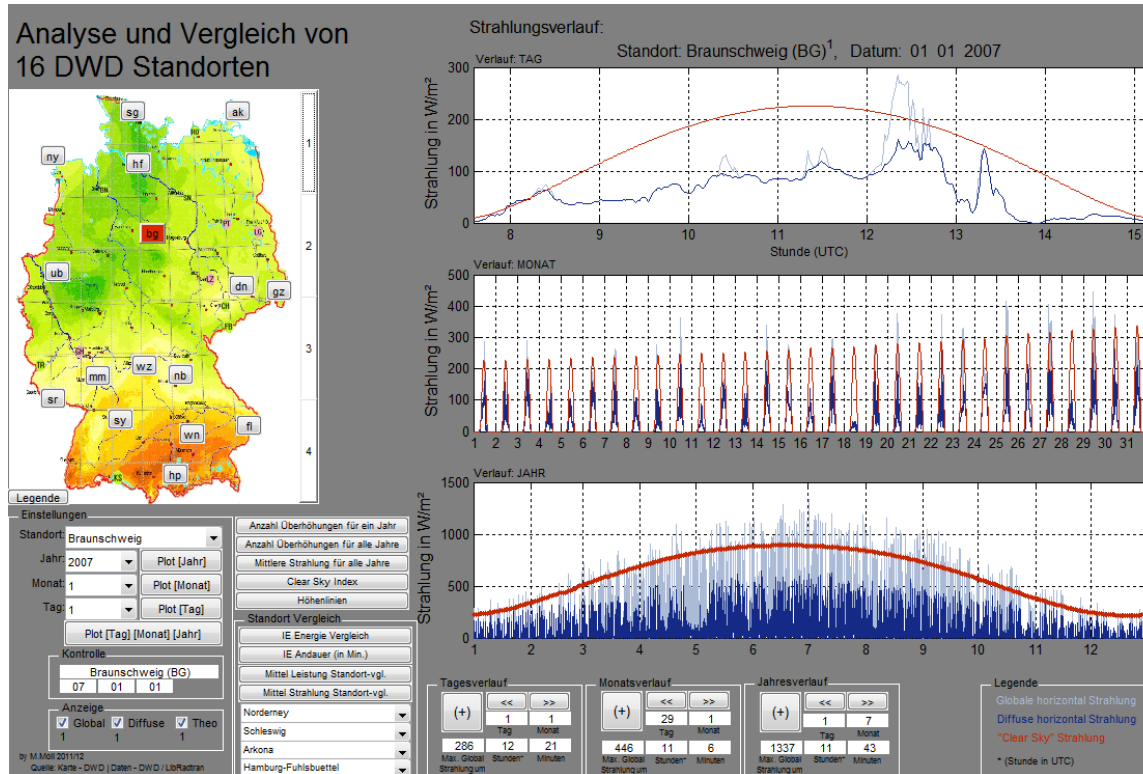 Analyse und Vergleich von
16 DWD Standorten
sg
ak
ny
hf
bg
ub
dn
gz
wz
mm
nb
sr
sy
fl
wn
hp
KS
1
2
3
4
Legende
Einstellungen
Standort: Braunschweig
Jahr: 2007 Plot [Jahr]
Monat: 1 Plot [Monat]
Tag: 1 Plot [Tag]
Plot [Tag] [Monat] [Jahr]
Kontrolle
Braunschweig (BG)
07 01 01
Anzeige
Global Diffuse Theo
1 1 1
by M.Moll 2011/12
Quelle: Karte - DWD | Daten - DWD / LibRadtran
Anzahl Überhöhungen für ein Jahr
Anzahl Überhöhungen für alle Jahre
Mittlere Strahlung für alle Jahre
Clear Sky Index
Höhenlinien
Standort Vergleich
IE Energie Vergleich
IE Andauer (in Min.)
Mittel Leistung Standort-vgl.
Mittel Strahlung Standort-vgl.
Norderney
Schleswig
Arkona
Hamburg-Fuhlsbuettel
Strahlungsverlauf:
Standort: Braunschweig (BG)¹, Datum: 01 01 2007
Verlauf: TAG
Strahlung in W/m²
300
200
100
0
8 9 10 11 12 13 14 15
Stunde (UTC)
Verlauf: MONAT
Strahlung in W/m²
500
400
300
200
100
0
1 2 3 4 5 6 7 8 9 10 11 12 13 14 15 16 17 18 19 20 21 22 23 24 25 26 27 28 29 30 31
Verlauf: JAHR
Strahlung in W/m²
1500
1000
500
0
1 2 3 4 5 6 7 8 9 10 11 12
Tagesverlauf
(+) << >>
1 1
Tag Monat
286 12 21
Max. Global Stunden* Minuten
Strahlung um
Monatsverlauf
(+) << >>
29 1
Tag Monat
446 11 6
Max. Global Stunden* Minuten
Strahlung um
Jahresverlauf
(+) << >>
1 7
Tag Monat
1337 11 43
Max. Global Stunden* Minuten
Strahlung um
Legende
Globale horizontal Strahlung
Diffuse horizontal Strahlung
"Clear Sky" Strahlung
* (Stunde in UTC)